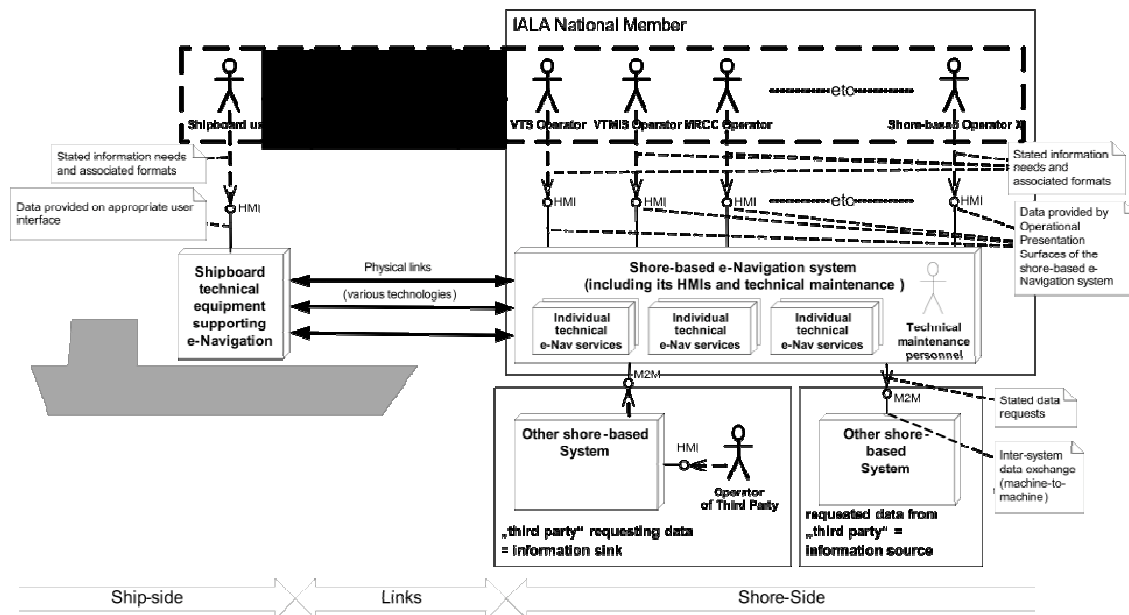 IALA National Member
Shipboard us
VTS Operator
VTMIS Operator
MRCC Operator
etc
Shore-based Operator X
Stated information needs
and associated formats
Stated information
needs and
associated formats
HMI
HMI
HMI
HMI
etc
HMI
Data provided on appropriate user
interface
Data provided by
Operational
Presentation
Surfaces of the
shore-based e-
Navigation system
Shipboard
technical
equipment
supporting
e-Navigation
Physical links
(various technologies)
Shore-based e-Navigation system
(including its HMIs and technical maintenance )
Individual
technical
e-Nav services
Individual
technical
e-Nav services
Individual
technical
e-Nav services
Technical
maintenance
personnel
M2M
M2M
Stated data
requests
Other shore-based
System
HMI
Operator
of Third Party
Other shore-
based
System
Inter-system
data exchange
(machine-to-
machine)
„third party“ requesting data
= information sink
requested data from
„third party“ =
information source
Ship-side
Links
Shore-Side